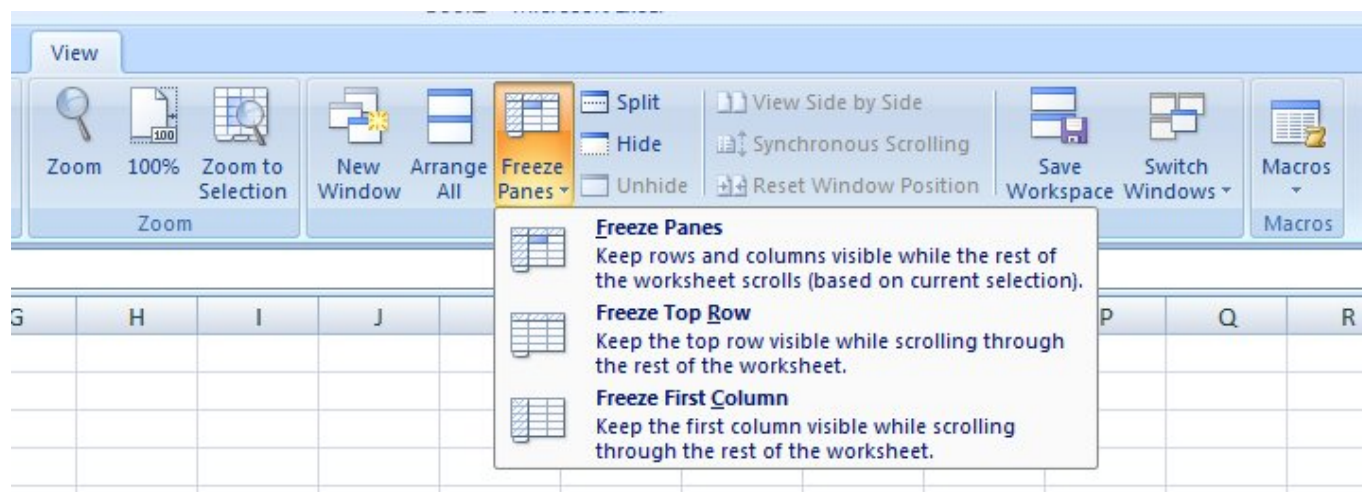 View
Split
View Side by Side
Hide
Synchronous Scrolling
Zoom 100% Zoom to Selection
New Window
Arrange All
Freeze Panes
Unhide
Reset Window Position
Save Workspace
Switch Windows
Macros
Zoom
Macros
100
Freeze Panes
Keep rows and columns visible while the rest of
the worksheet scrolls (based on current selection).
Freeze Top Row
Keep the top row visible while scrolling through
the rest of the worksheet.
Freeze First Column
Keep the first column visible while scrolling
through the rest of the worksheet.
G H I J P Q R